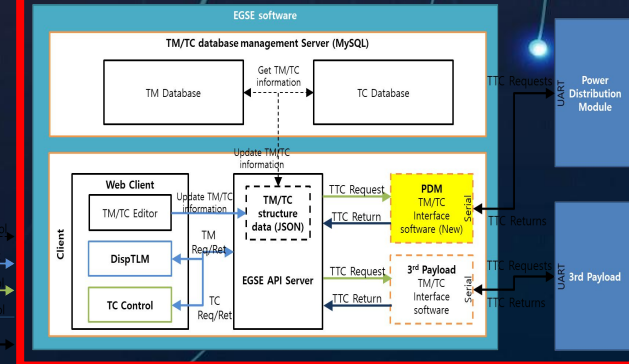 EGSE software
TM/TC database management Server (MySQL)
TM Database
Get TM/TC
information
TC Database
Update TM/TC
information
Web Client
Client
TM/TC Editor
DispTLM
TC Control
Update TM/TC
information
TM
Req/Ret
TC
Req/Ret
TM/TC
structure
data (JSON)
EGSE API Server
TTC Request
TTC Return
TTC Request
TTC Return
PDM
TM/TC
Interface
software (New)
Serial
3rd Payload
TM/TC
Interface
software
Serial
TTC Requests
TTC Returns
TTC Requests
TTC Returns
UART
Power
Distribution
Module
UART
3rd Payload